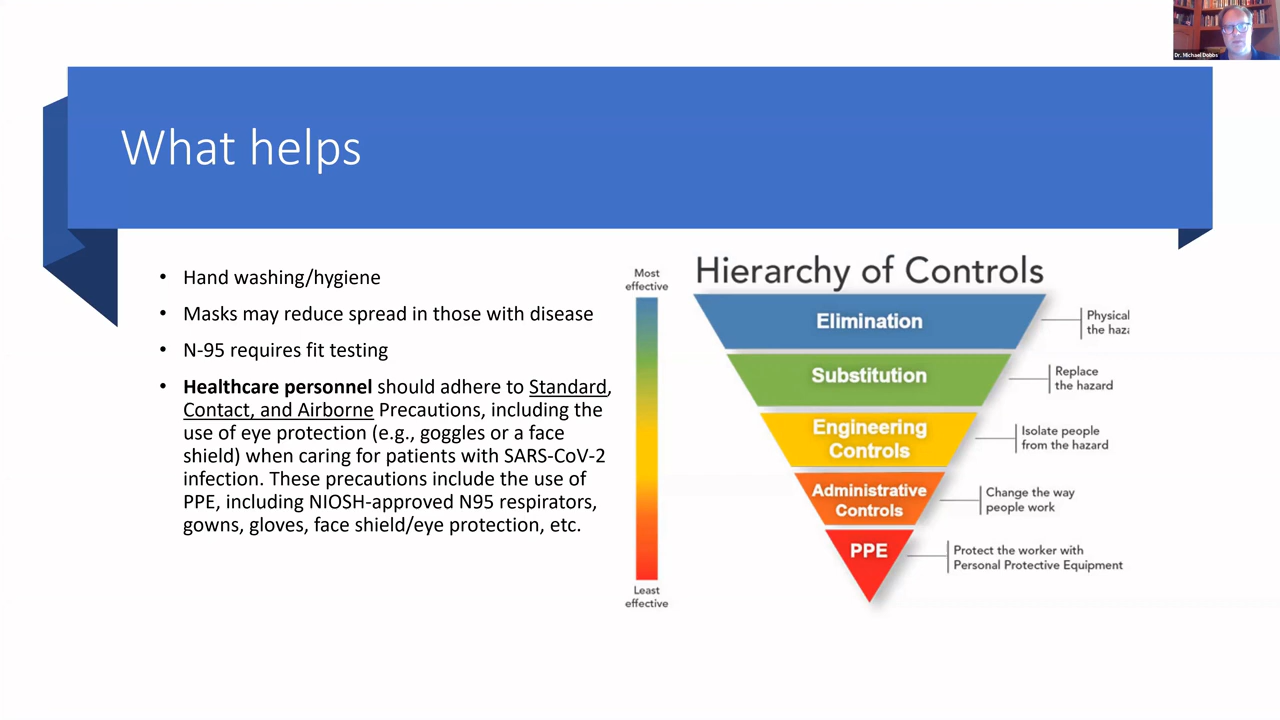 Dr. Michael Dobbs
What helps
• Hand washing/hygiene
• Masks may reduce spread in those with disease
• N-95 requires fit testing
• Healthcare personnel should adhere to Standard,
Contact, and Airborne Precautions, including the
use of eye protection (e.g., goggles or a face
shield) when caring for patients with SARS-CoV-2
infection. These precautions include the use of
PPE, including NIOSH-approved N95 respirators,
gowns, gloves, face shield/eye protection, etc.
Hierarchy of Controls
Most
effective
Least
effective
Elimination
Physical
the haz
Substitution
Replace
the hazard
Engineering
Controls
Isolate people
from the hazard
Administrative
Controls
Change the way
people work
PPE
Protect the worker with
Personal Protective Equipment